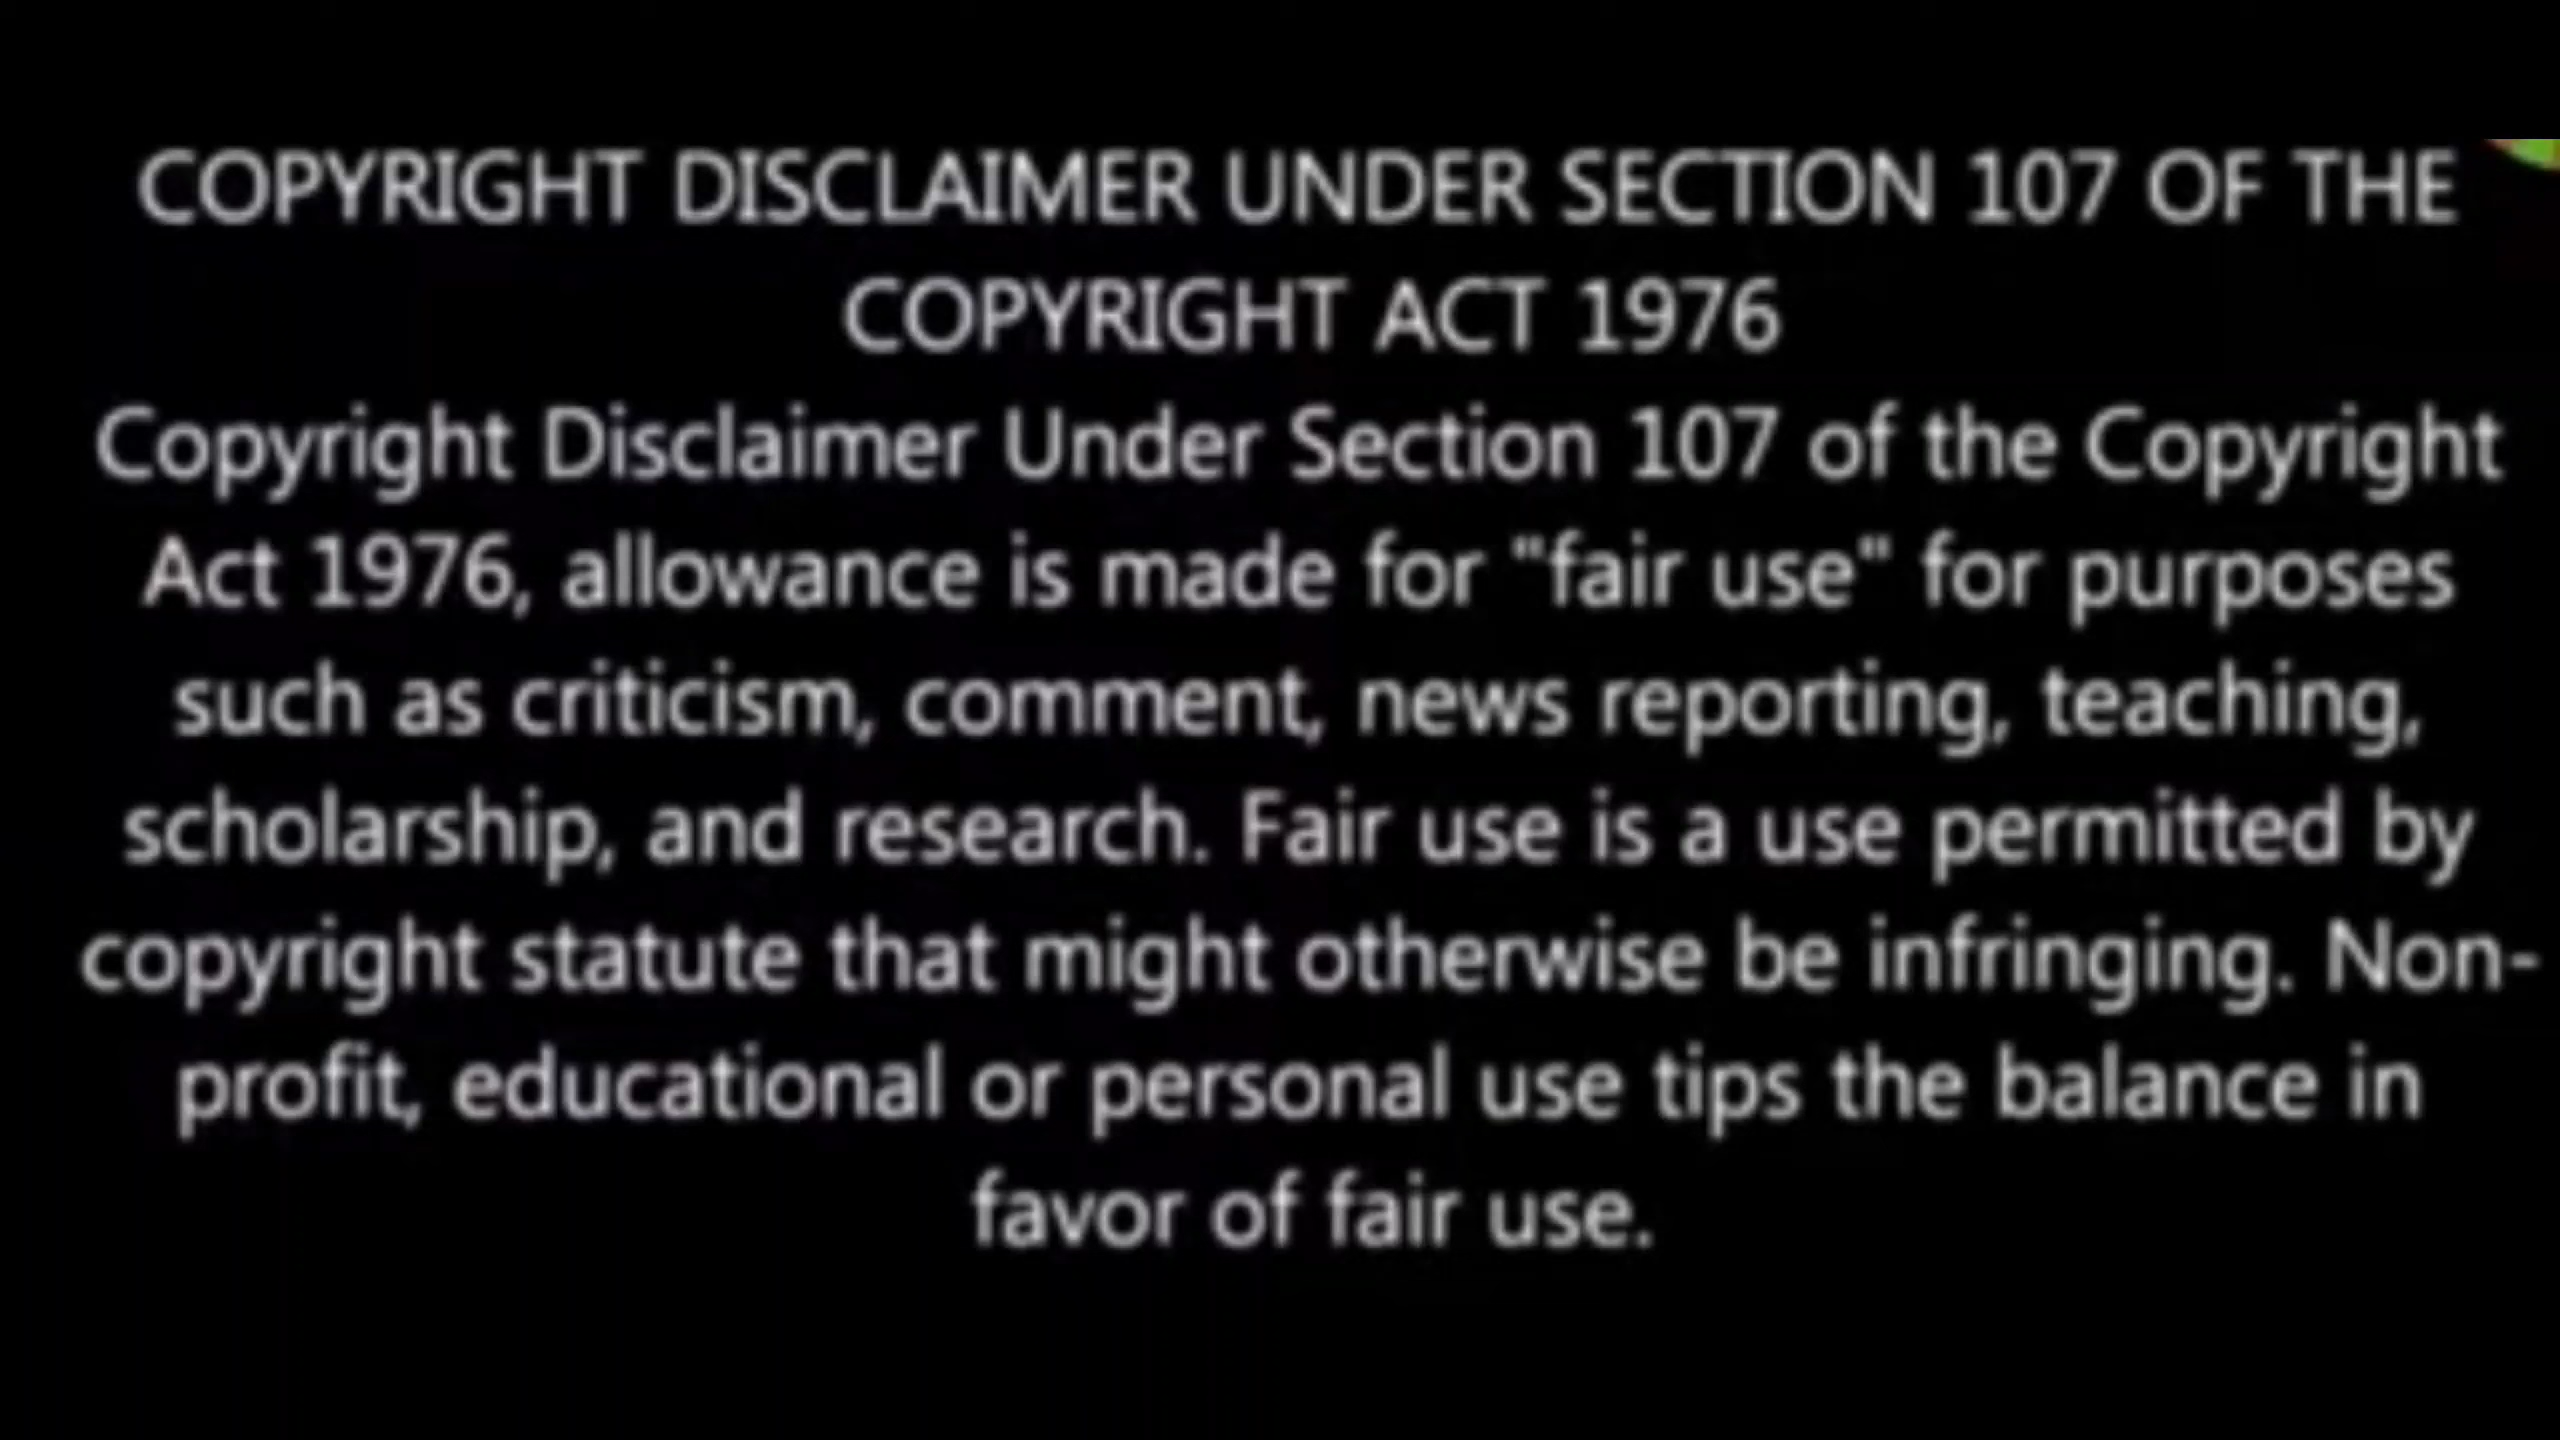 COPYRIGHT DISCLAIMER UNDER SECTION 107 OF THE
COPYRIGHT ACT 1976
Copyright Disclaimer Under Section 107 of the Copyright
Act 1976, allowance is made for "fair use" for purposes
such as criticism, comment, news reporting, teaching,
scholarship, and research. Fair use is a use permitted by
copyright statute that might otherwise be infringing. Non-
profit, educational or personal use tips the balance in
favor of fair use.